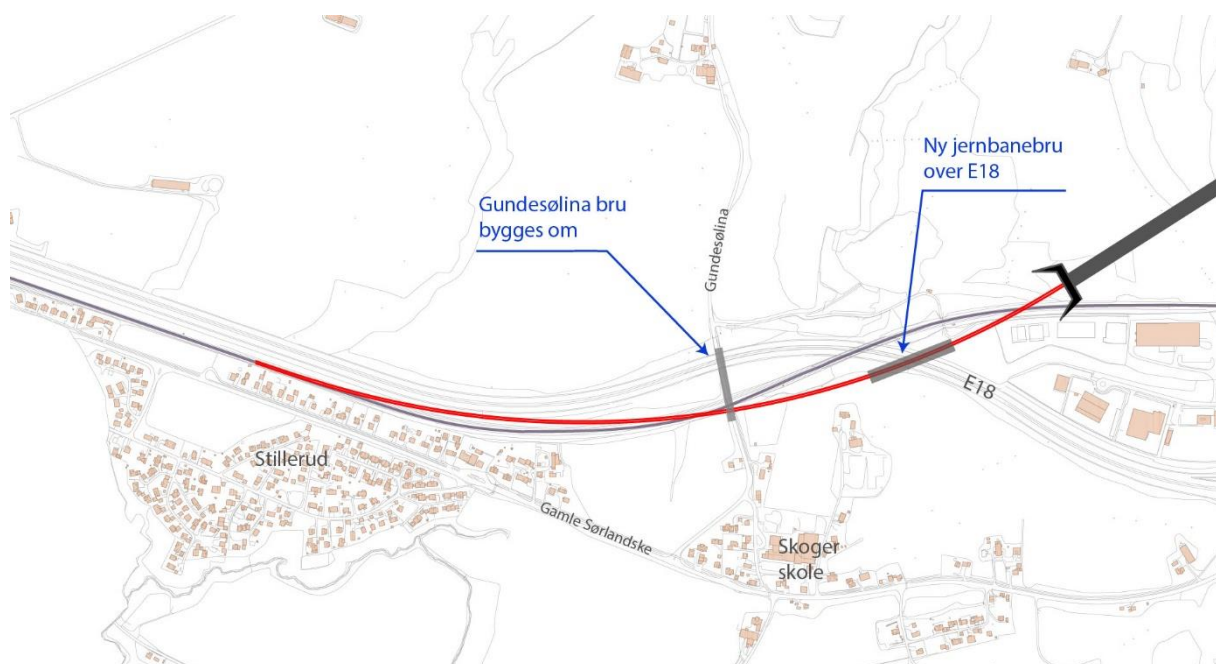 Ny jernbanebru
over E18
Gundesølina bru
bygges om
Gundesølina
E18
Stillerud
Gamle Sørlandske
Skoger
skole